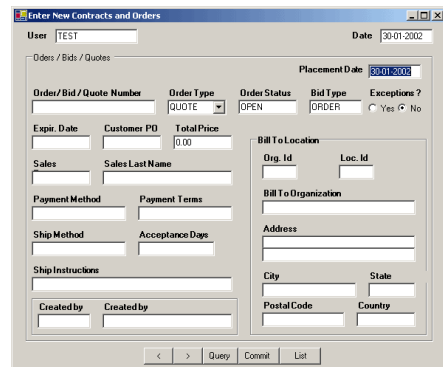 Enter New Contracts and Orders
User TEST Date 30-01-2002
Oders / Bids / Quotes
Placement Date 30-01-2002
Order/Bid/Quote Number Order Type Order Status Bid Type Exceptions ?
QUOTE OPEN ORDER Yes No
Expir. Date Customer PO Total Price
0.00
Bill To Location
Org. Id Loc. Id
Sales Sales Last Name
Bill To Organization
Payment Method Payment Terms
Address
Ship Method Acceptance Days
Ship Instructions
City State
Postal Code Country
Created by Created by
< > Query Commit List